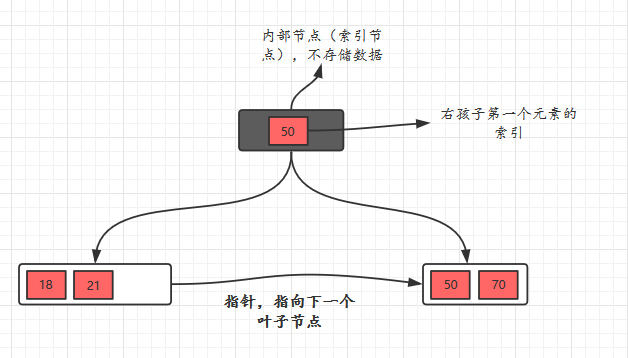 内部节点（索引节
点），不存储数据
50
右孩子第一个元素的
索引
18
21
50
70
指针，指向下一个
叶子节点